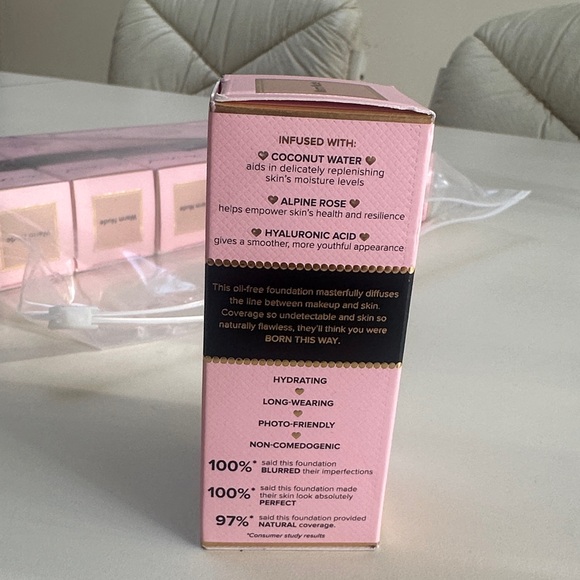 INFUSED WITH:
COCONUT WATER
aids in delicately replenishing
skin's moisture levels
ALPINE ROSE
helps empower skin's health and resilience
HYALURONIC ACID
gives a smoother, more youthful appearance
This oil-free foundation masterfully diffuses
the line between makeup and skin.
Coverage so undetectable and skin so
naturally flawless, they'll think you were
BORN THIS WAY.
HYDRATING
LONG-WEARING
PHOTO-FRIENDLY
NON-COMEDOGENIC
100%* said this foundation
BLURRED their imperfections
100%* said this foundation made
their skin look absolutely
PERFECT
97%* said this foundation provided
NATURAL coverage.
*Consumer study results
Warm Nude